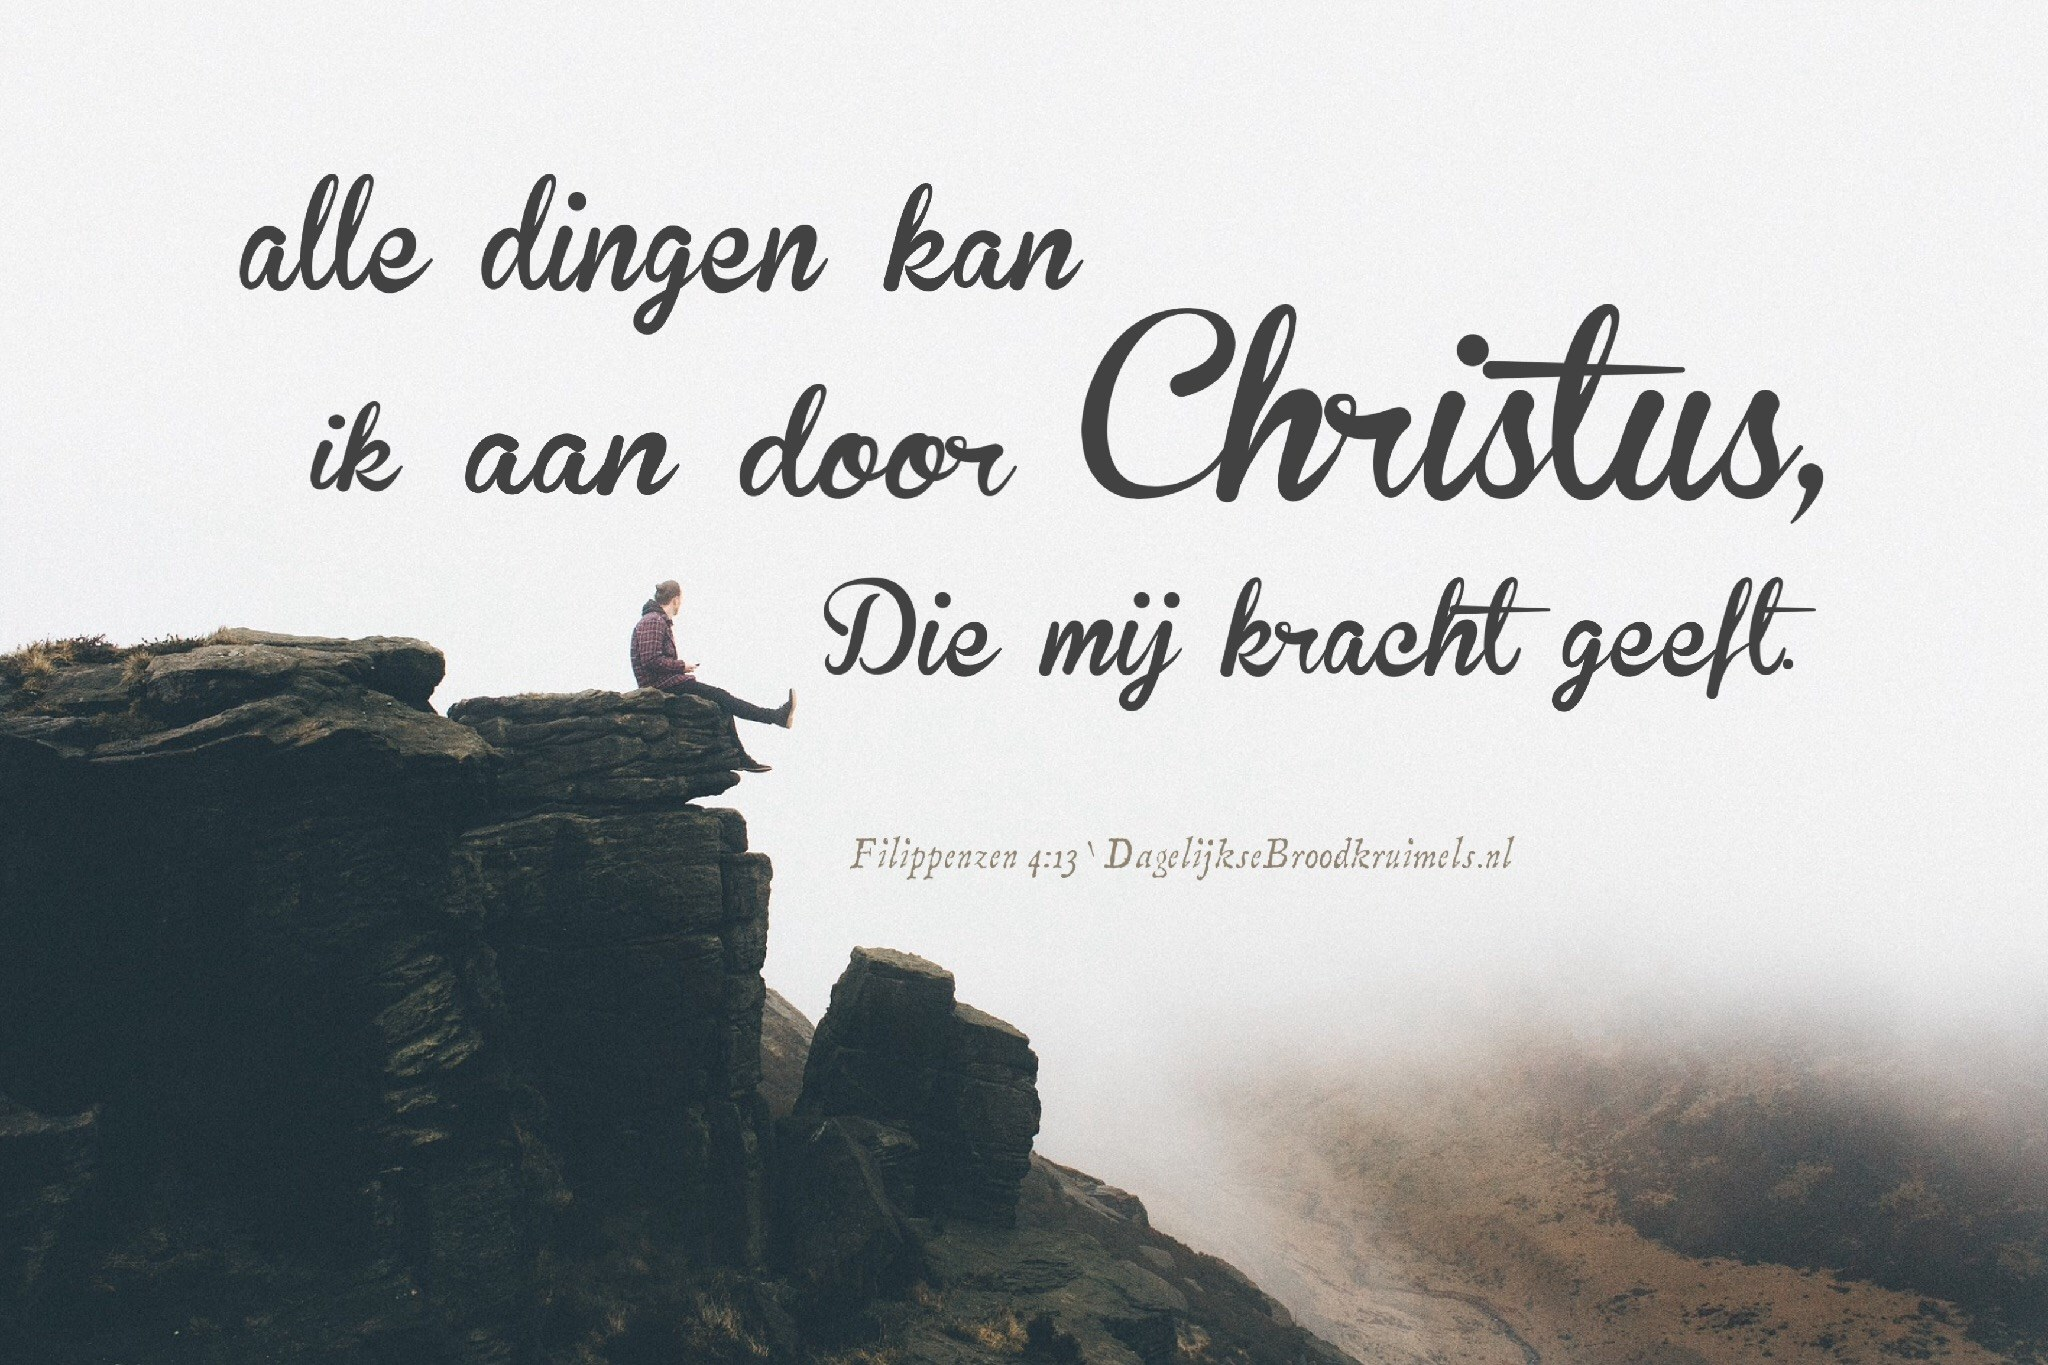 alle dingen kan
ik aan door Christus,
Die mij kracht geeft.
Filippenzen 4:13 ` DagelijkseBroodkruimels.nl